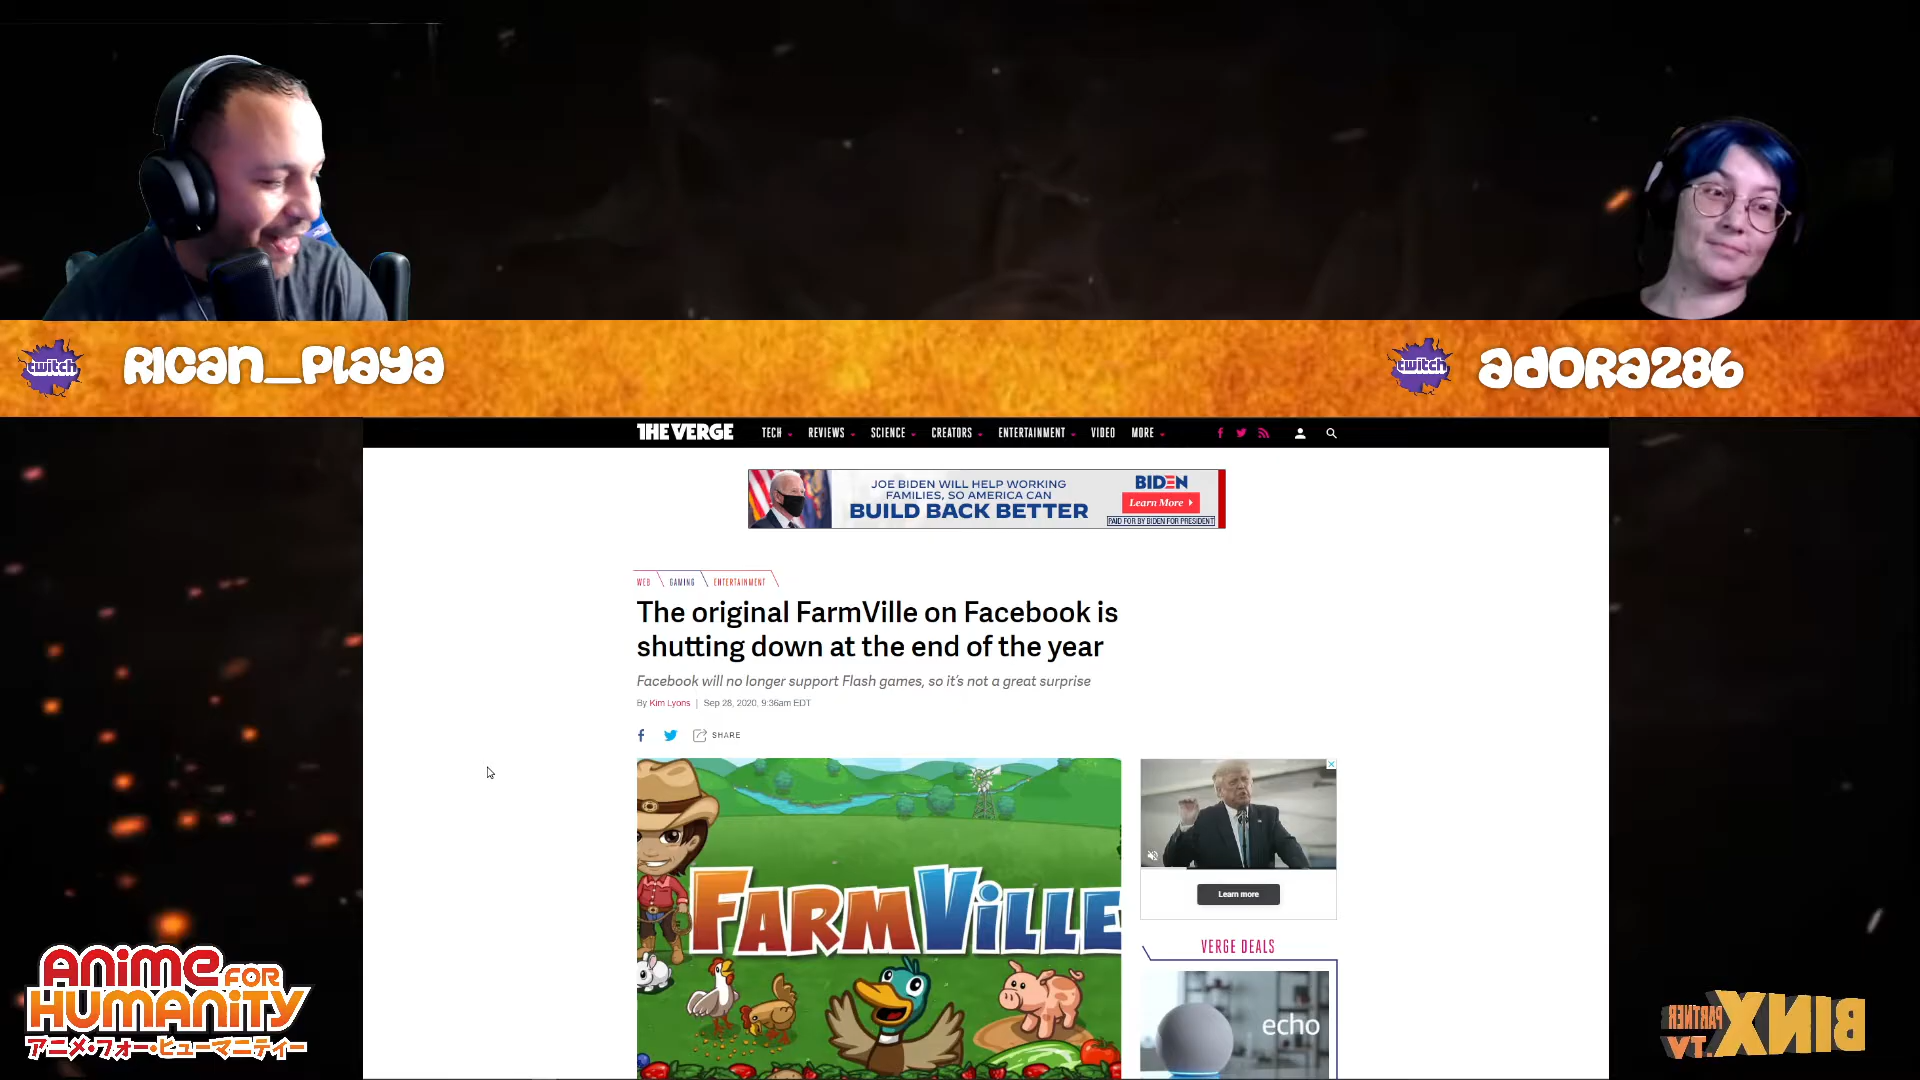 twitch
RICAN_PLAYA
twitch
ADORA286
THE VERGE
TECH
REVIEWS
SCIENCE
CREATORS
ENTERTAINMENT
VIDEO
MORE
JOE BIDEN WILL HELP WORKING
FAMILIES, SO AMERICA CAN
BUILD BACK BETTER
BIDEN
Learn More
PAID FOR BY BIDEN FOR PRESIDENT
WEB
GAMING
ENTERTAINMENT
The original FarmVille on Facebook is
shutting down at the end of the year
Facebook will no longer support Flash games, so it's not a great surprise
By Kim Lyons | Sep 28, 2020, 9:36am EDT
SHARE
FARMVILLE
Learn more
VERGE DEALS
echo
ANIME FOR
HUMANITY
アニメ・フォー・ヒューマニティー
BINX
.TV
PARTNER